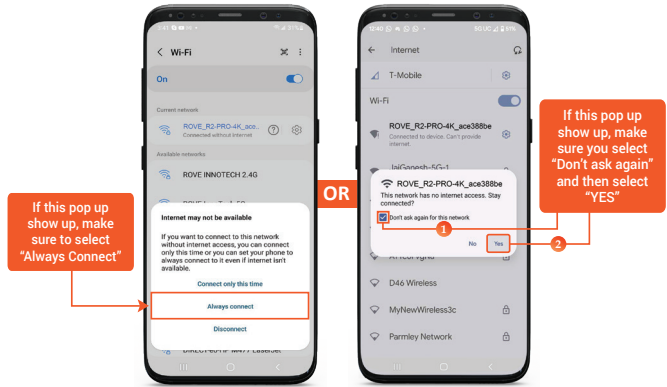 Wi-Fi
On
Current network
ROVE_R2-PRO-4K_ace..
Connected without internet
Available networks
ROVE INNOTECH 2.4G
Internet may not be available
If you want to connect to this network
without internet access, you can connect
only this time or you can set your phone to
always connect to it even if internet isn't
available.
Connect only this time
Always connect
Disconnect
If this pop up
show up, make
sure to select
"Always Connect"
OR
Internet
T-Mobile
Wi-Fi
ROVE_R2-PRO-4K_ace388be
Connected to device. Can't provide
internet.
JaiGanesh-5G-1
ROVE_R2-PRO-4K_ace388be
This network has no internet access. Stay
connected?
Don't ask again for this network
1
No
Yes
2
D46 Wireless
MyNewWireless3c
Parmley Network
If this pop up
show up, make
sure you select
"Don't ask again"
and then select
"YES"